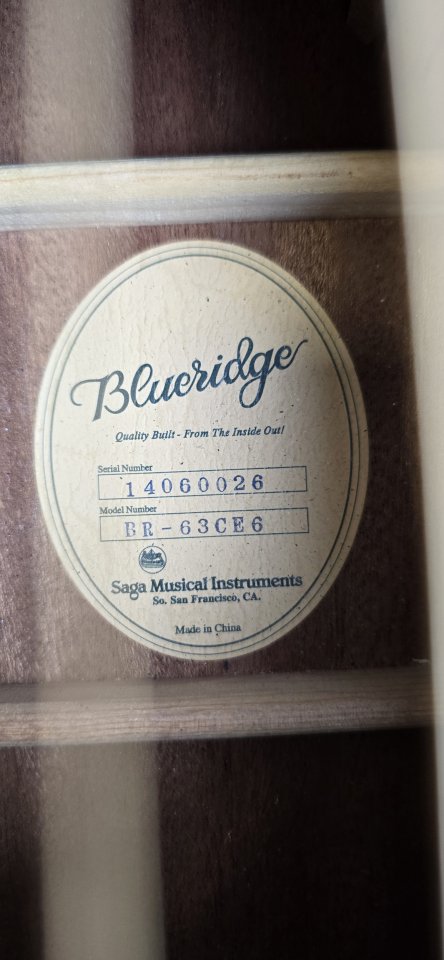 Blueridge
Quality Built - From The Inside Out!
Serial Number
14060026
Model Number
BR-63CE6
Saga Musical Instruments
So. San Francisco, CA.
Made in China